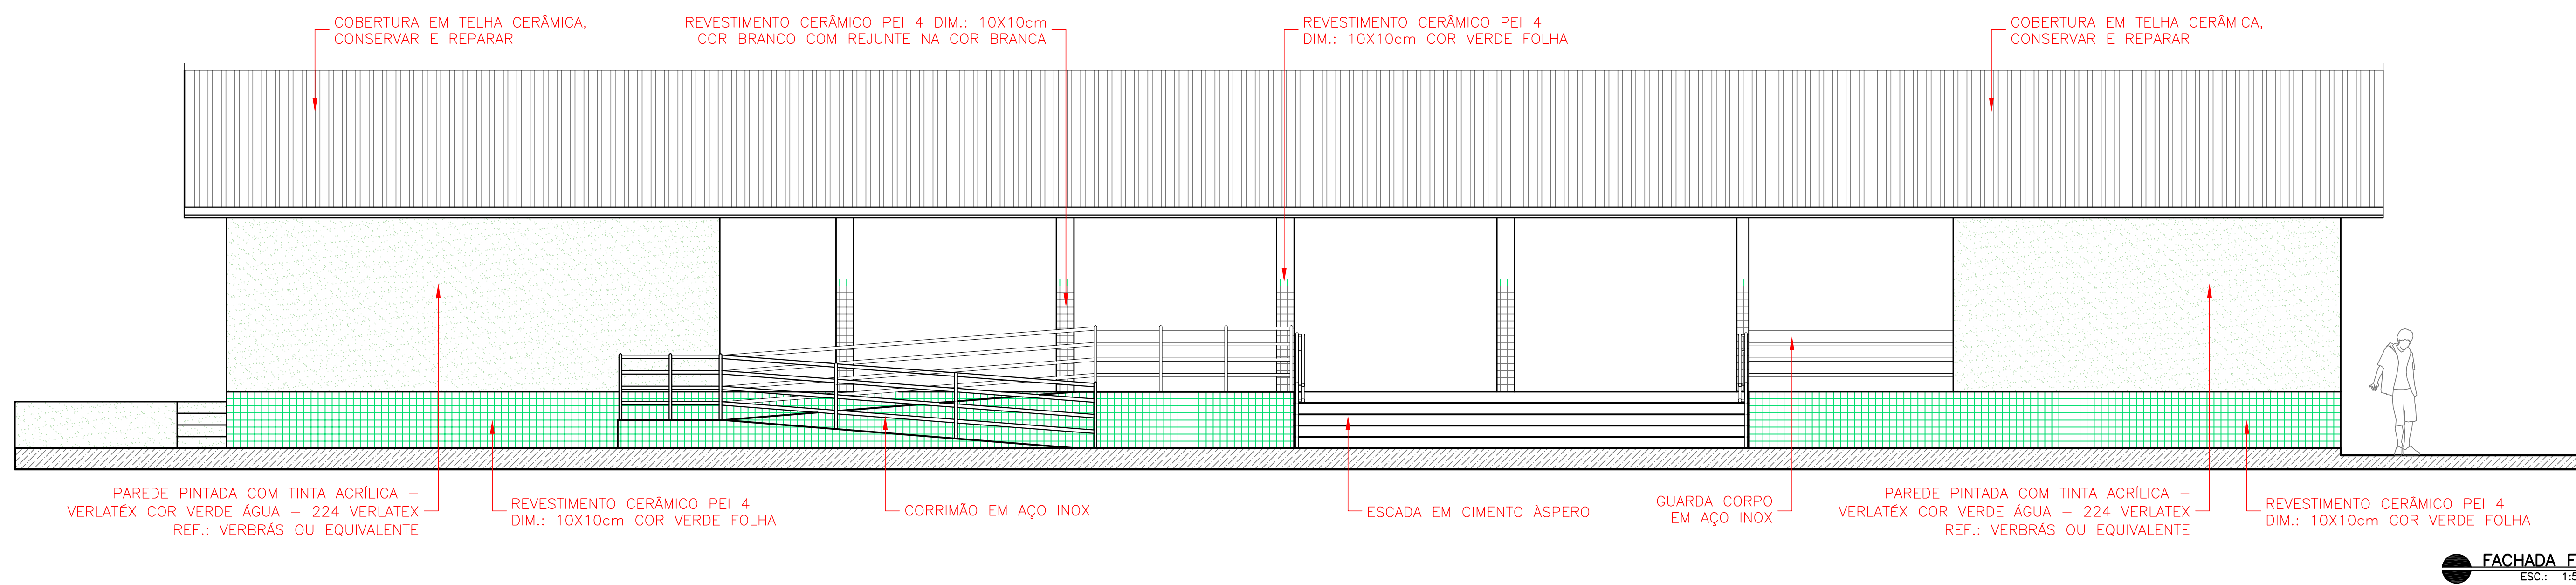 COBERTURA EM TELHA CERÂMICA,
CONSERVAR E REPARAR
REVESTIMENTO CERÂMICO PEI 4 DIM.: 10X10cm
COR BRANCO COM REJUNTE NA COR BRANCA
REVESTIMENTO CERÂMICO PEI 4
DIM.: 10X10cm COR VERDE FOLHA
COBERTURA EM TELHA CERÂMICA,
CONSERVAR E REPARAR
PAREDE PINTADA COM TINTA ACRÍLICA –
VERLATÉX COR VERDE ÁGUA – 224 VERLATEX
REF.: VERBRÁS OU EQUIVALENTE
REVESTIMENTO CERÂMICO PEI 4
DIM.: 10X10cm COR VERDE FOLHA
CORRIMÃO EM AÇO INOX
ESCADA EM CIMENTO ÀSPERO
GUARDA CORPO
EM AÇO INOX
PAREDE PINTADA COM TINTA ACRÍLICA –
VERLATÉX COR VERDE ÁGUA – 224 VERLATEX
REF.: VERBRÁS OU EQUIVALENTE
REVESTIMENTO CERÂMICO PEI 4
DIM.: 10X10cm COR VERDE FOLHA
FACHADA
ESC.: